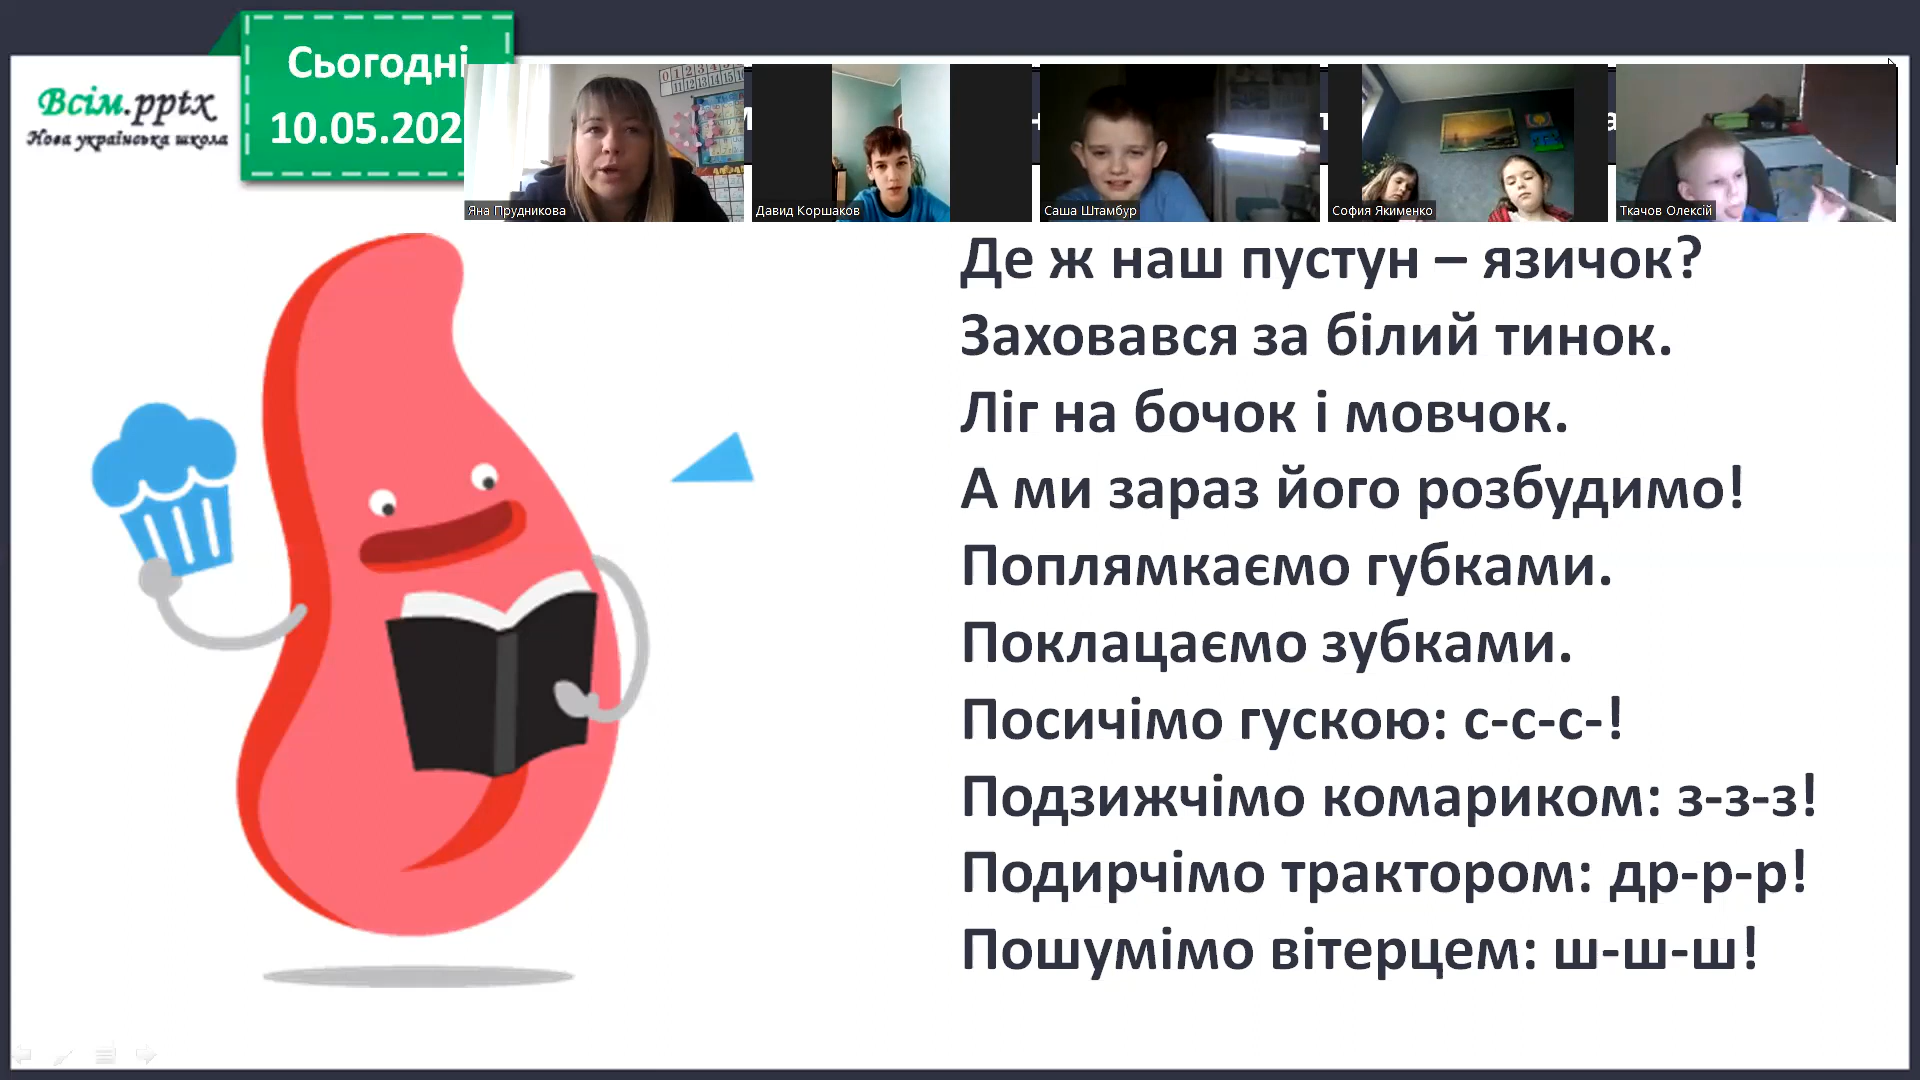 Всім.pptx
Нова українська школа
Сьогодні
10.05.202
Яна Прудникова
Давид Коршаков
Саша Штамбур
София Якименко
Ткачов Олексій
Де ж наш пустун – язичок?
Заховався за білий тинок.
Ліг на бочок і мовчок.
А ми зараз його розбудимо!
Поплямкаємо губками.
Поклацаємо зубками.
Посичімо гускою: с-с-с-!
Подзижчімо комариком: з-з-з!
Подирчімо трактором: др-р-р!
Пошумімо вітерцем: ш-ш-ш!